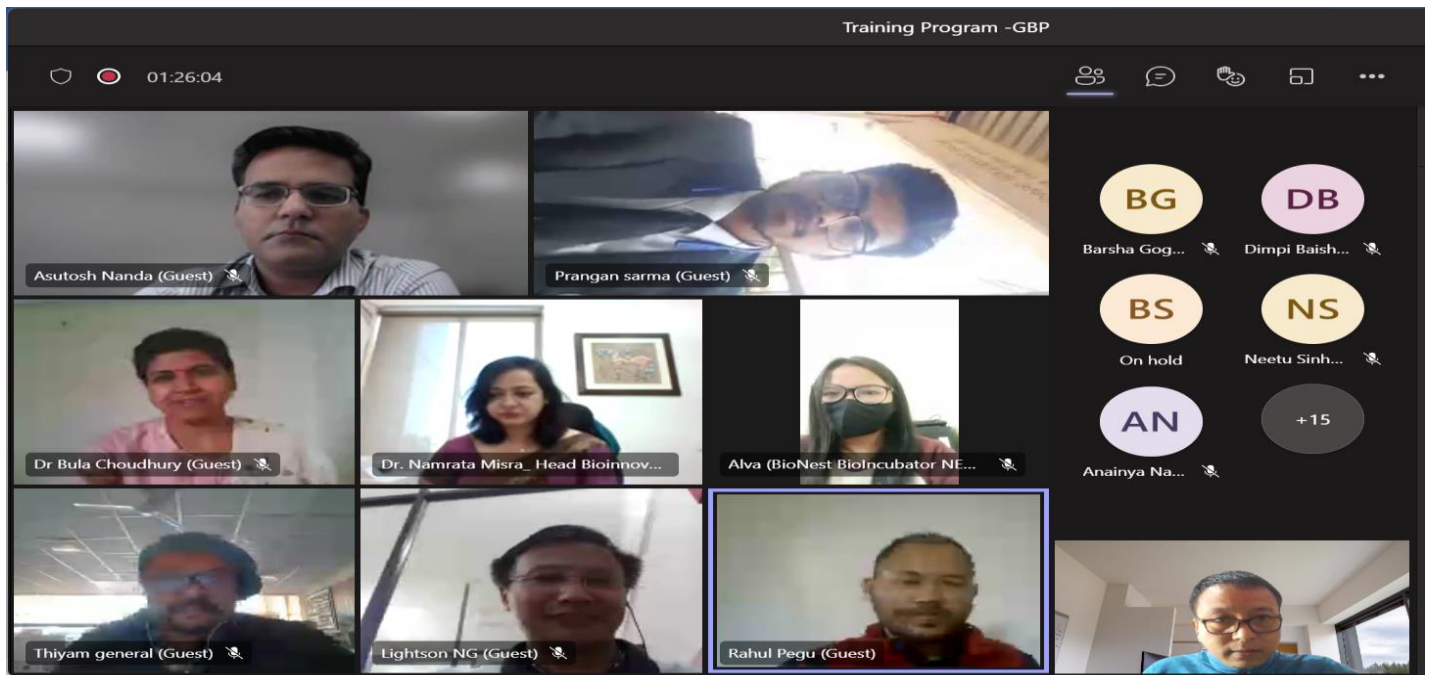 Training Program -GBP
01:26:04
Asutosh Nanda (Guest)
Prangan sarma (Guest)
BG
DB
Barsha Gog...
Dimpi Baish...
BS
NS
On hold
Neetu Sinh...
AN
+15
Anainya Na...
Dr Bula Choudhury (Guest)
Dr. Namrata Misra_ Head Bioinnov...
Alva (BioNest BioIncubator NE...
Thiyam general (Guest)
Lightson NG (Guest)
Rahul Pegu (Guest)